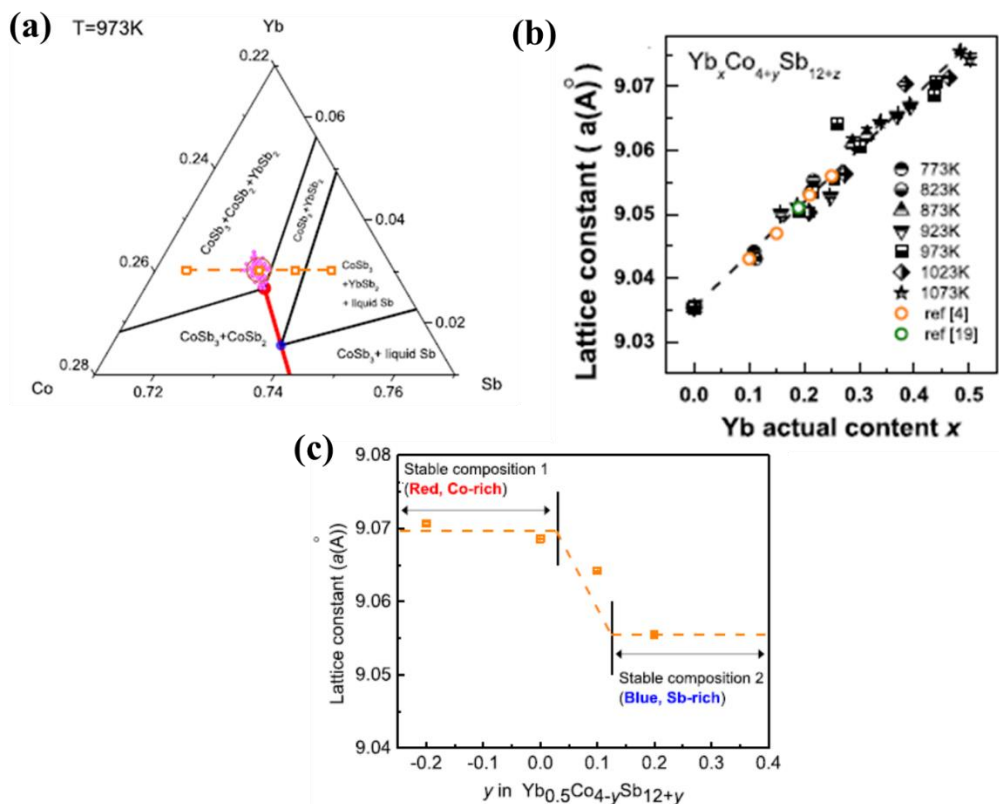 (a)
T=973K
Yb
0.22
0.06
0.24
CoSb₃+CoSb₂+YbSb₂
CoSb₃+YbSb₂
0.04
0.26
CoSb₃
+YbSb₂
+ liquid Sb
0.02
CoSb₃+CoSb₂
CoSb₃+ liquid Sb
0.28
Co
0.72
0.74
0.76
Sb
(b)
YbₓCo₄₊ᵧSb₁₂₊z
Lattice constant ( a(Å) )
9.07
9.06
9.05
9.04
9.03
773K
823K
873K
923K
973K
1023K
1073K
ref [4]
ref [19]
0.0 0.1 0.2 0.3 0.4 0.5
Yb actual content x
(c)
Lattice constant (a(Å))
9.08
9.07
9.06
9.05
9.04
Stable composition 1
(Red, Co-rich)
Stable composition 2
(Blue, Sb-rich)
-0.2 -0.1 0.0 0.1 0.2 0.3 0.4
y in Yb₀.₅Co₄₋ᵧSb₁₂₊ᵧ